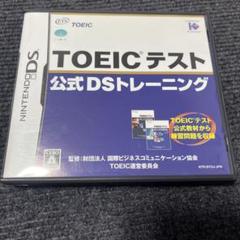 NINTENDO DS
ETS TOEIC
TOEIC®テスト
公式DSトレーニング
TOEIC®テスト
公式教材から
練習問題を収録
監修:財団法人 国際ビジネスコミュニケーション協会
TOEIC運営委員会
A